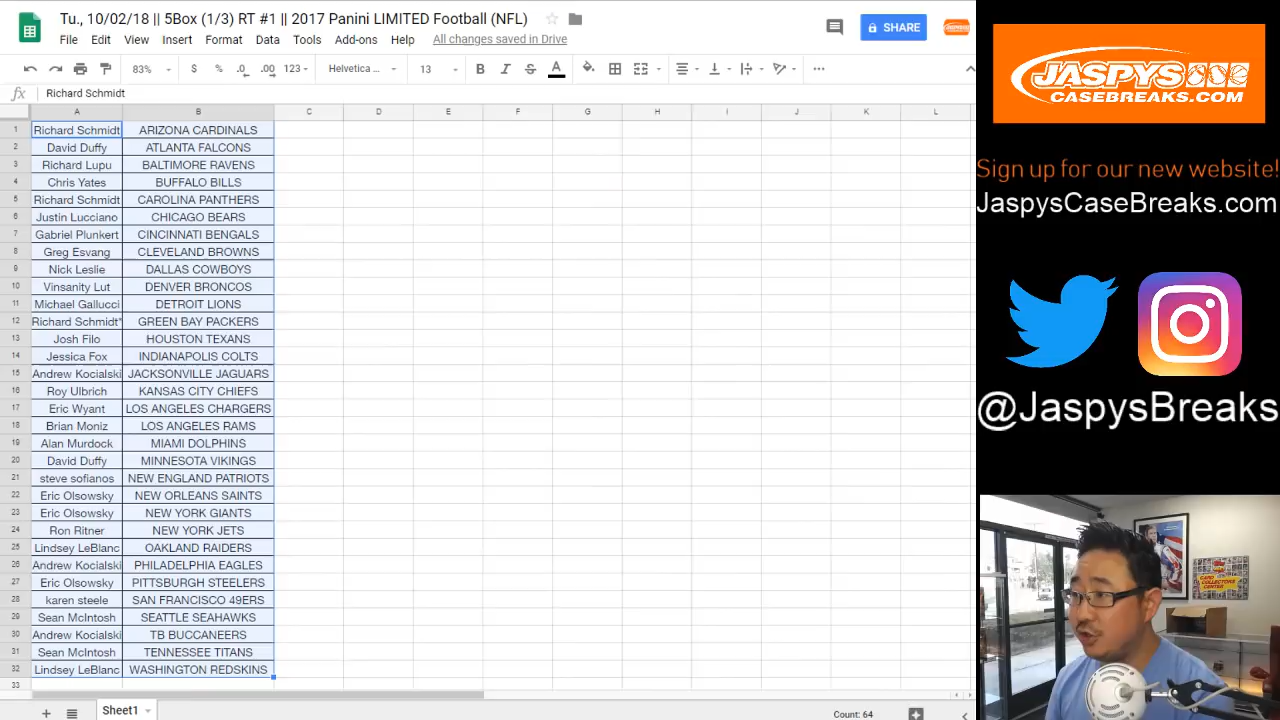 Tu., 10/02/18 || 5Box (1/3) RT #1 || 2017 Panini LIMITED Football (NFL)
File Edit View Tools Add-ons Help All changes saved in Drive
SHARE
83% $ % .0 .00 123 13 B I S A
fx Richard Schmidt
A B C D E F G H I J K L
1 Richard Schmidt ARIZONA CARDINALS
2 David Duffy ATLANTA FALCONS
3 Richard Lupu BALTIMORE RAVENS
4 Chris Yates BUFFALO BILLS
5 Richard Schmidt CAROLINA PANTHERS
6 Justin Lucciano CHICAGO BEARS
7 Gabriel Plunkert CINCINNATI BENGALS
8 Greg Esvang CLEVELAND BROWNS
9 Nick Leslie DALLAS COWBOYS
10 Vinsanity Lut DENVER BRONCOS
11 Michael Gallucci DETROIT LIONS
12 Richard Schmidt* GREEN BAY PACKERS
13 Josh Filo HOUSTON TEXANS
14 Jessica Fox INDIANAPOLIS COLTS
15 Andrew Kocialski JACKSONVILLE JAGUARS
16 Roy Ulbrich KANSAS CITY CHIEFS
17 Eric Wyant LOS ANGELES CHARGERS
18 Brian Moniz LOS ANGELES RAMS
19 Alan Murdock MIAMI DOLPHINS
20 David Duffy MINNESOTA VIKINGS
21 steve sofianos NEW ENGLAND PATRIOTS
22 Eric Olsowsky NEW ORLEANS SAINTS
23 Eric Olsowsky NEW YORK GIANTS
24 Ron Ritner NEW YORK JETS
25 Lindsey LeBlanc OAKLAND RAIDERS
26 Andrew Kocialski PHILADELPHIA EAGLES
27 Eric Olsowsky PITTSBURGH STEELERS
28 karen steele SAN FRANCISCO 49ERS
29 Sean McIntosh SEATTLE SEAHAWKS
30 Andrew Kocialski TB BUCCANEERS
31 Sean McIntosh TENNESSEE TITANS
32 Lindsey LeBlanc WASHINGTON REDSKINS
33
Sheet1
Count: 64
JASPYS
CASEBREAKS.COM
Sign up for our new website!
JaspysCaseBreaks.com
@JaspysBreaks
CARD
COLLECTORS
CENTER